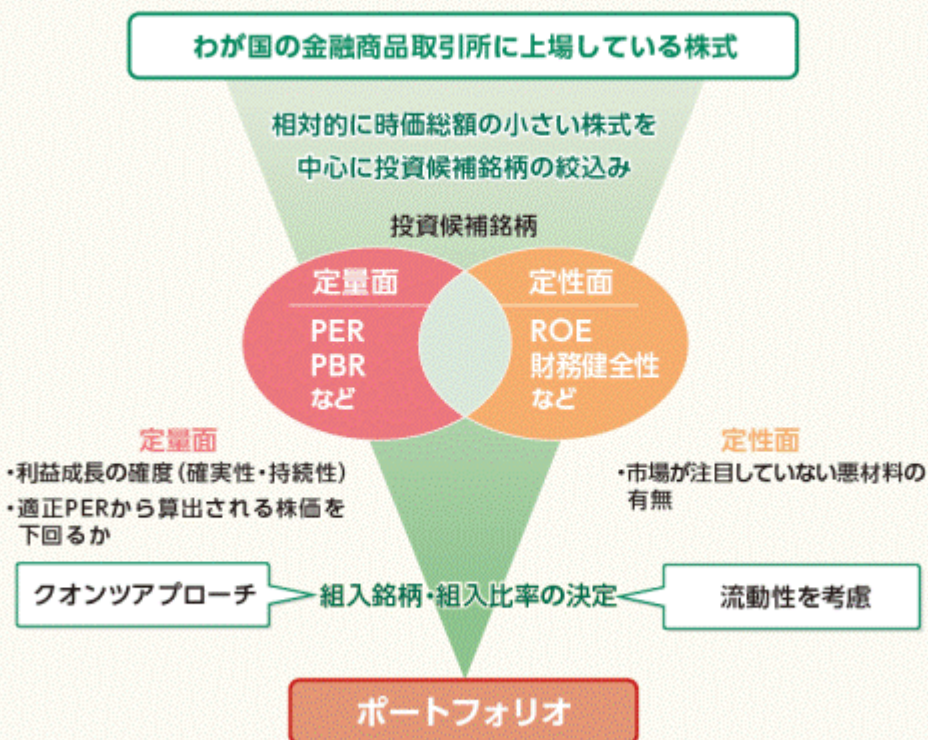 わが国の金融商品取引所に上場している株式
相対的に時価総額の小さい株式を
中心に投資候補銘柄の絞込み
投資候補銘柄
定量面
PER
PBR
など
定性面
ROE
財務健全性
など
定量面
・利益成長の確度(確実性・持続性)
・適正PERから算出される株価を
下回るか
定性面
・市場が注目していない悪材料の
有無
クオンツアプローチ
組入銘柄・組入比率の決定
流動性を考慮
ポートフォリオ